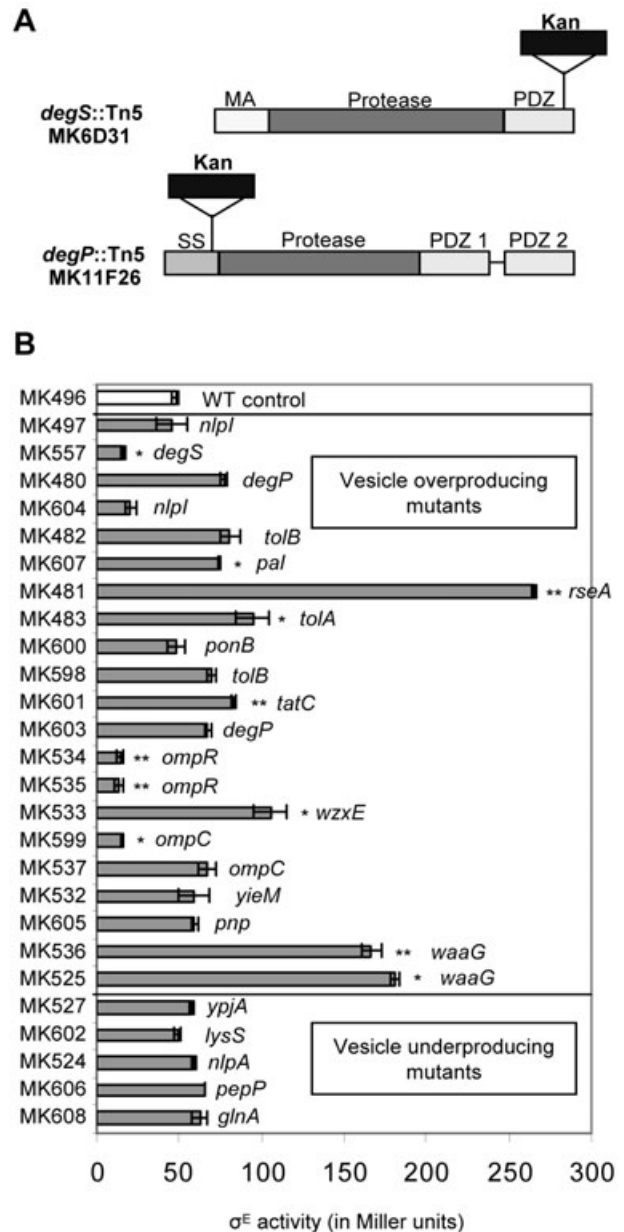 A
Kan
MA Protease PDZ
degS::Tn5
MK6D31
Kan
SS Protease PDZ 1 PDZ 2
degP::Tn5
MK11F26
B
MK496 WT control
MK497 nlpI
MK557 * degS
MK480 degP
MK604 nlpI
MK482 tolB
MK607 * pal
MK481 ** rseA
MK483 * tolA
MK600 ponB
MK598 tolB
MK601 ** tatC
MK603 degP
MK534 ** ompR
MK535 ** ompR
MK533 * wzxE
MK599 * ompC
MK537 ompC
MK532 yieM
MK605 pnp
MK536 ** waaG
MK525 * waaG
Vesicle overproducing
mutants
MK527 ypjA
MK602 lysS
MK524 nlpA
MK606 pepP
MK608 glnA
Vesicle underproducing
mutants
0 50 100 150 200 250 300
σᴱ activity (in Miller units)